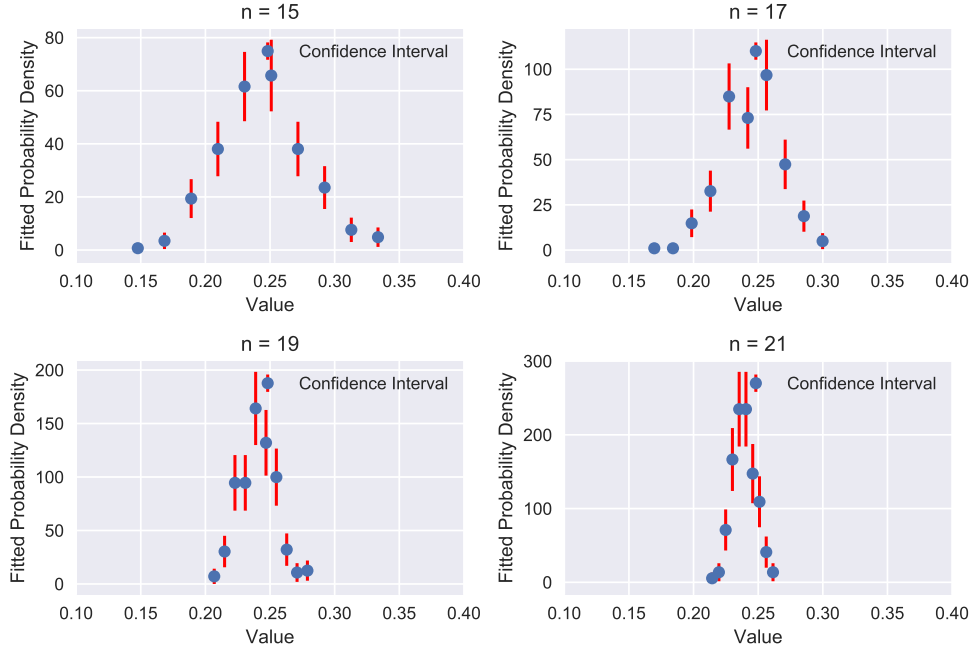 n = 15
Fitted Probability Density
80
60
40
20
0
Confidence Interval
0.10 0.15 0.20 0.25 0.30 0.35 0.40
Value
n = 17
Fitted Probability Density
100
75
50
25
0
Confidence Interval
0.10 0.15 0.20 0.25 0.30 0.35 0.40
Value
n = 19
Fitted Probability Density
200
150
100
50
0
Confidence Interval
0.10 0.15 0.20 0.25 0.30 0.35 0.40
Value
n = 21
Fitted Probability Density
300
200
100
0
Confidence Interval
0.10 0.15 0.20 0.25 0.30 0.35 0.40
Value